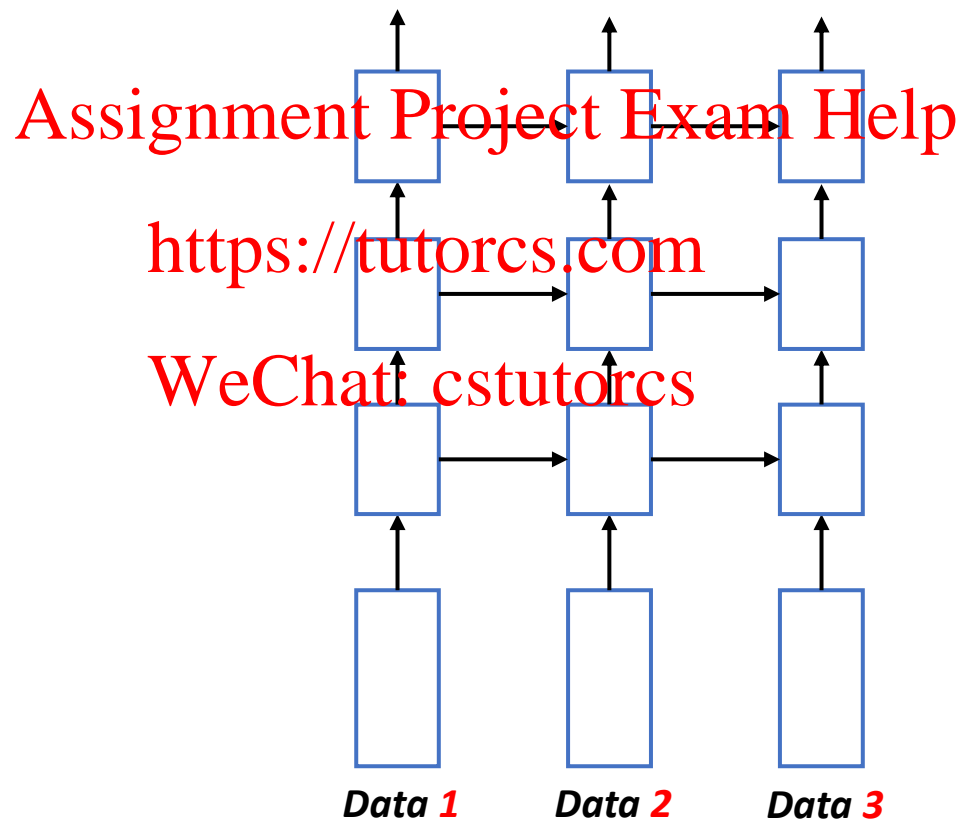 Assignment Project Exam Help
https://tutorcs.com
WeChat: cstutorcs
Data 1 Data 2 Data 3